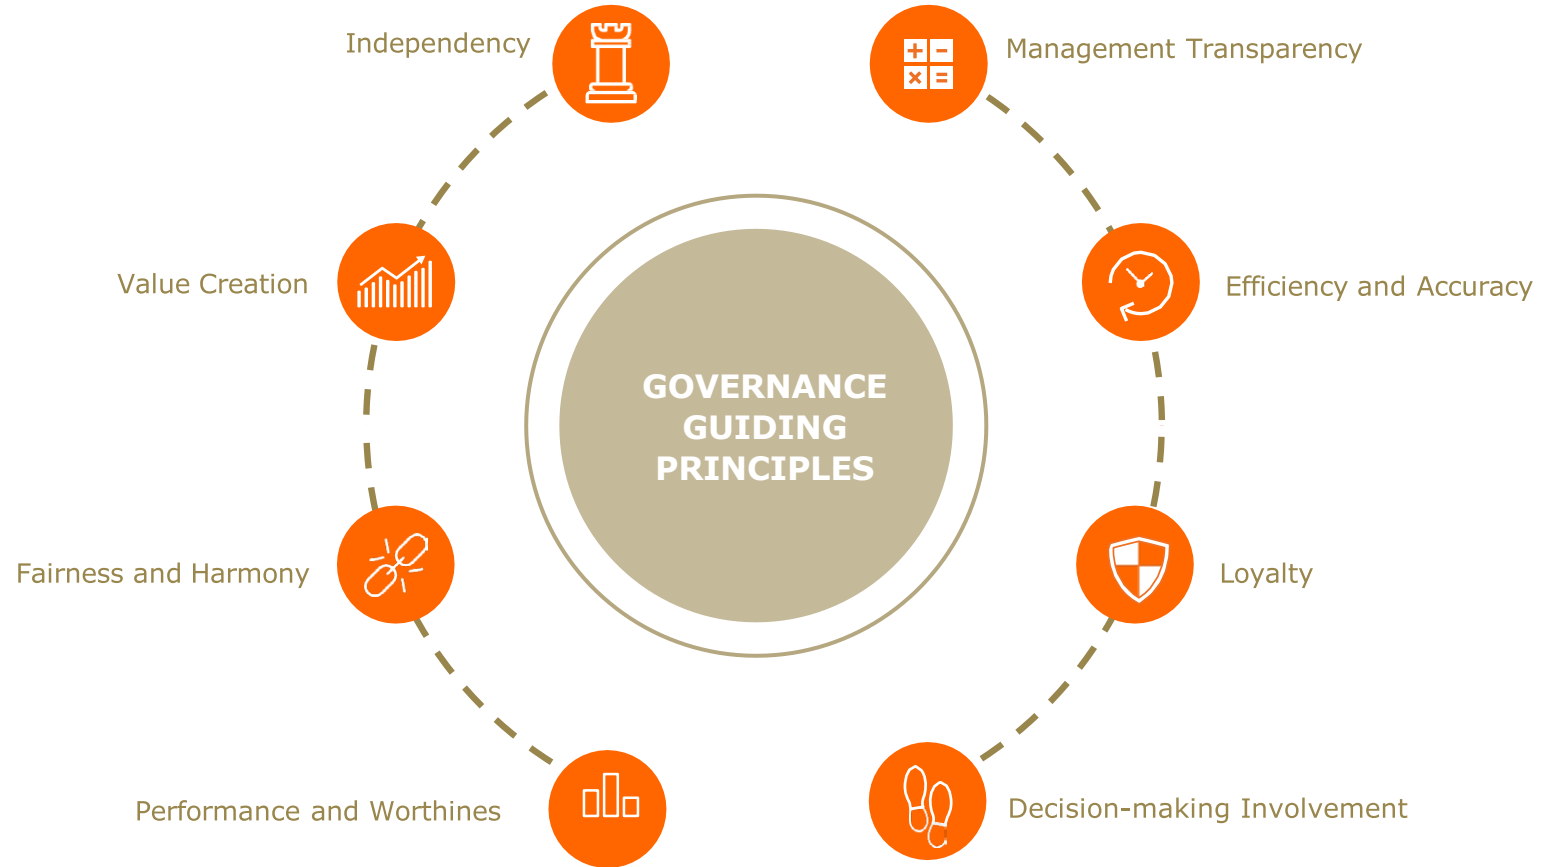 Independency
Management Transparency
Value Creation
Efficiency and Accuracy
GOVERNANCE
GUIDING
PRINCIPLES
Fairness and Harmony
Loyalty
Performance and Worthines
Decision-making Involvement